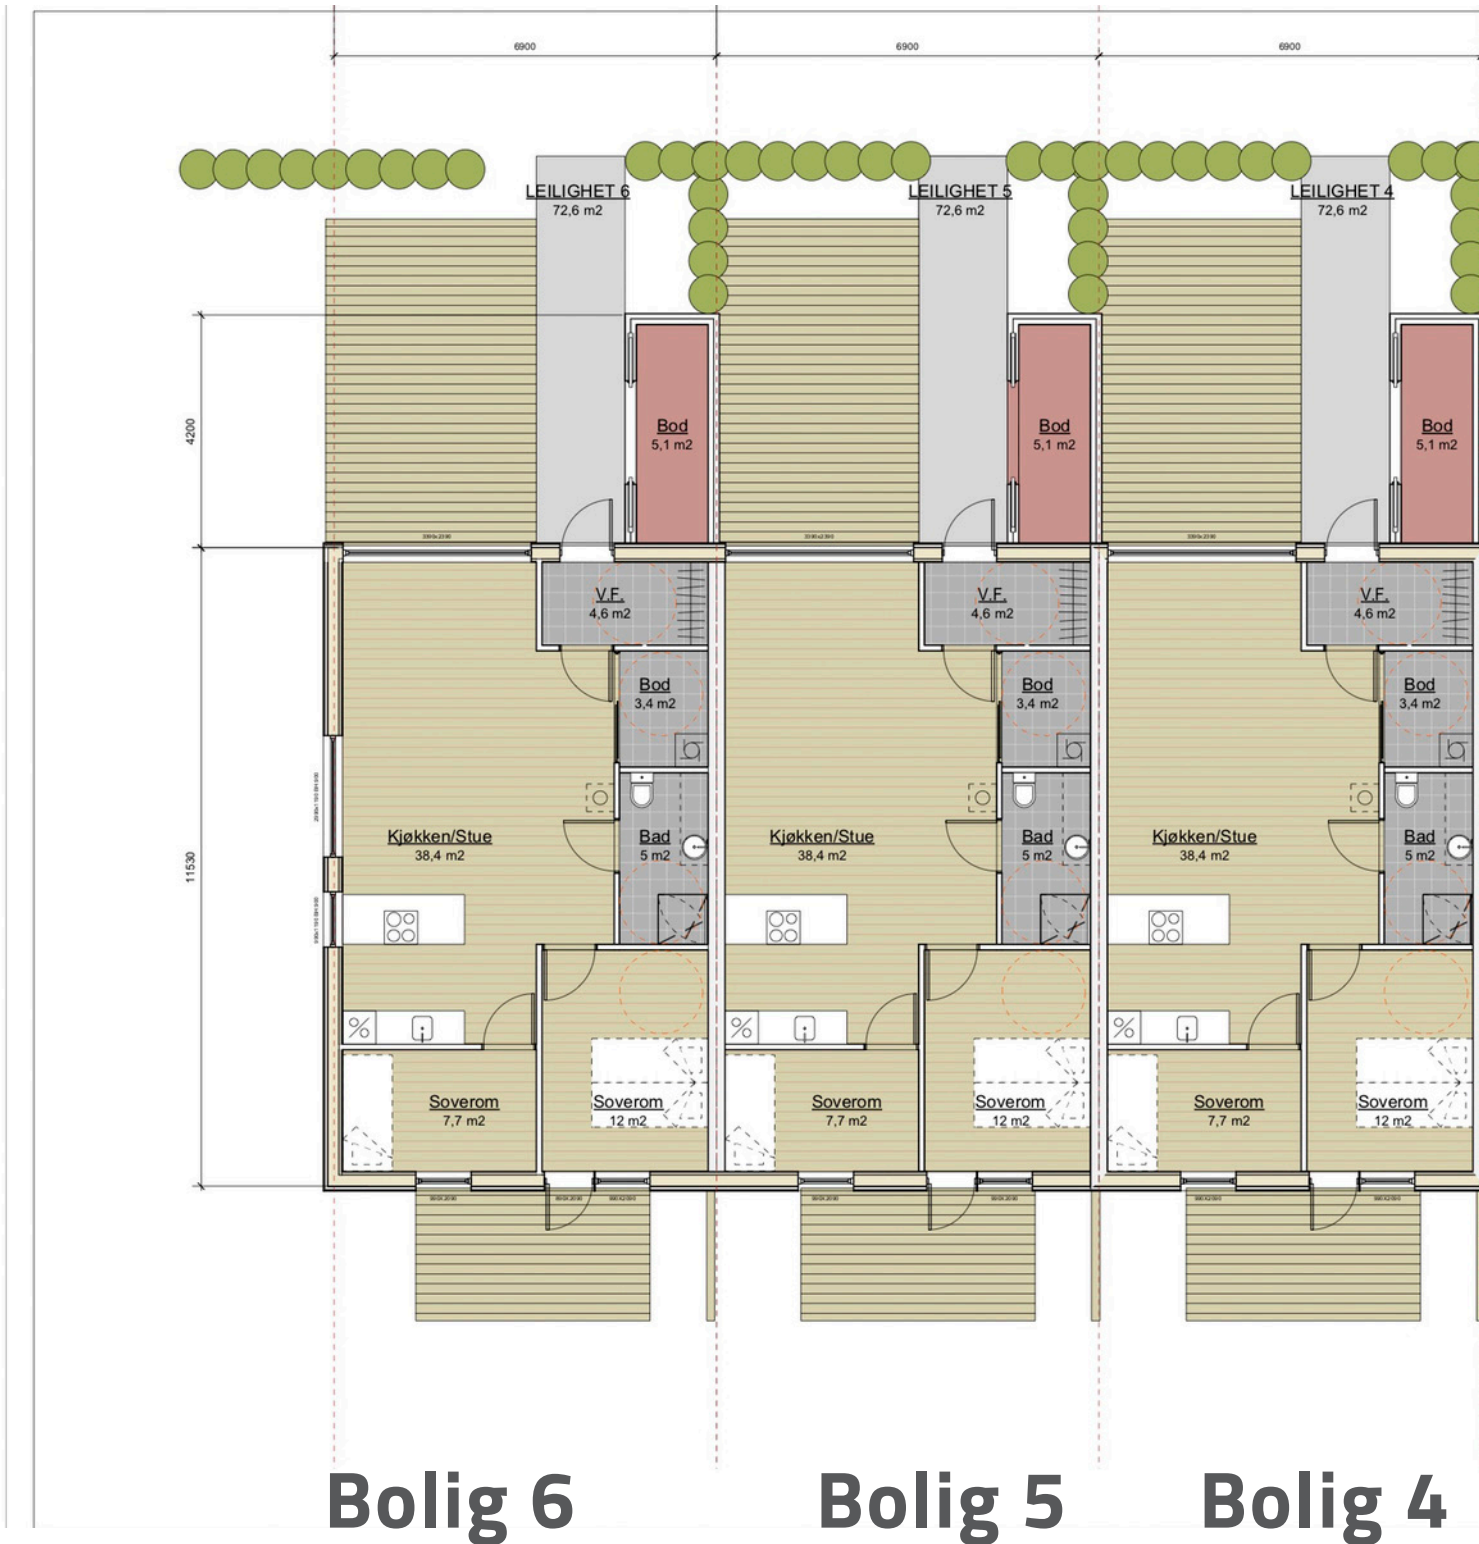 6900 6900 6900
LEILIGHET 6 LEILIGHET 5 LEILIGHET 4
72,6 m2 72,6 m2 72,6 m2
4200
Bod Bod Bod
5,1 m2 5,1 m2 5,1 m2
V.F. V.F. V.F.
4,6 m2 4,6 m2 4,6 m2
Bod Bod Bod
3,4 m2 3,4 m2 3,4 m2
Kjøkken/Stue Bad Kjøkken/Stue Bad Kjøkken/Stue Bad
38,4 m2 5 m2 38,4 m2 5 m2 38,4 m2 5 m2
11530
Soverom Soverom Soverom Soverom Soverom Soverom
7,7 m2 12 m2 7,7 m2 12 m2 7,7 m2 12 m2
Bolig 6 Bolig 5 Bolig 4